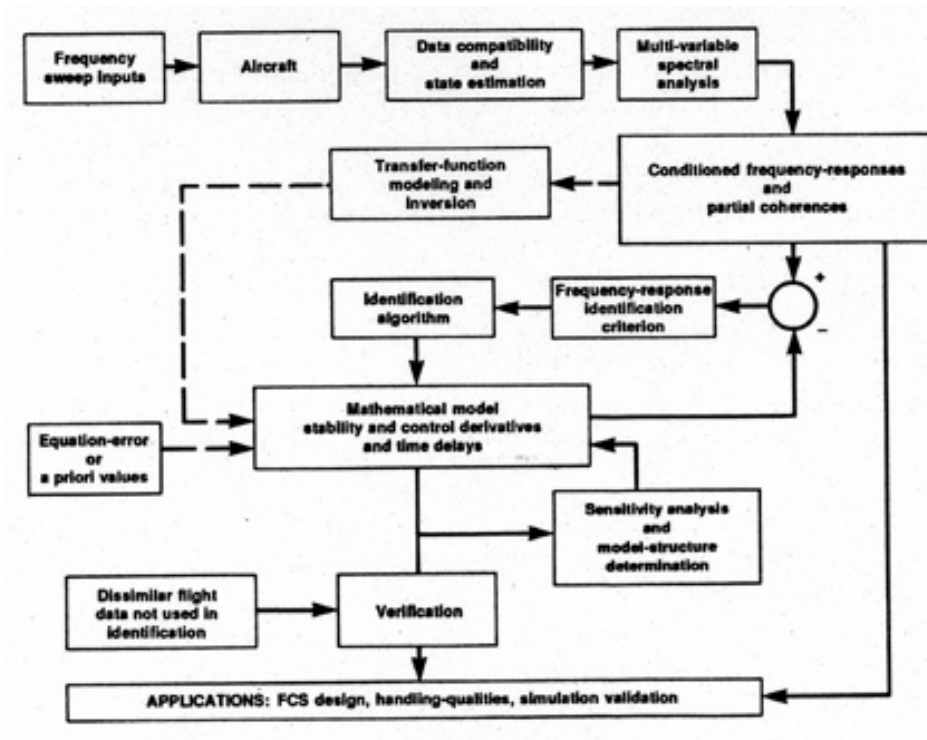 Frequency
sweep inputs
Aircraft
Data compatibility
and
state estimation
Multi-variable
spectral
analysis
Transfer-function
modeling and
inversion
Conditioned frequency-responses
and
partial coherences
Identification
algorithm
Frequency-response
identification
criterion
+
−
Mathematical model
stability and control derivatives
and time delays
Equation-error
or
a priori values
Sensitivity analysis
and
model-structure
determination
Dissimilar flight
data not used in
identification
Verification
APPLICATIONS: FCS design, handling-qualities, simulation validation